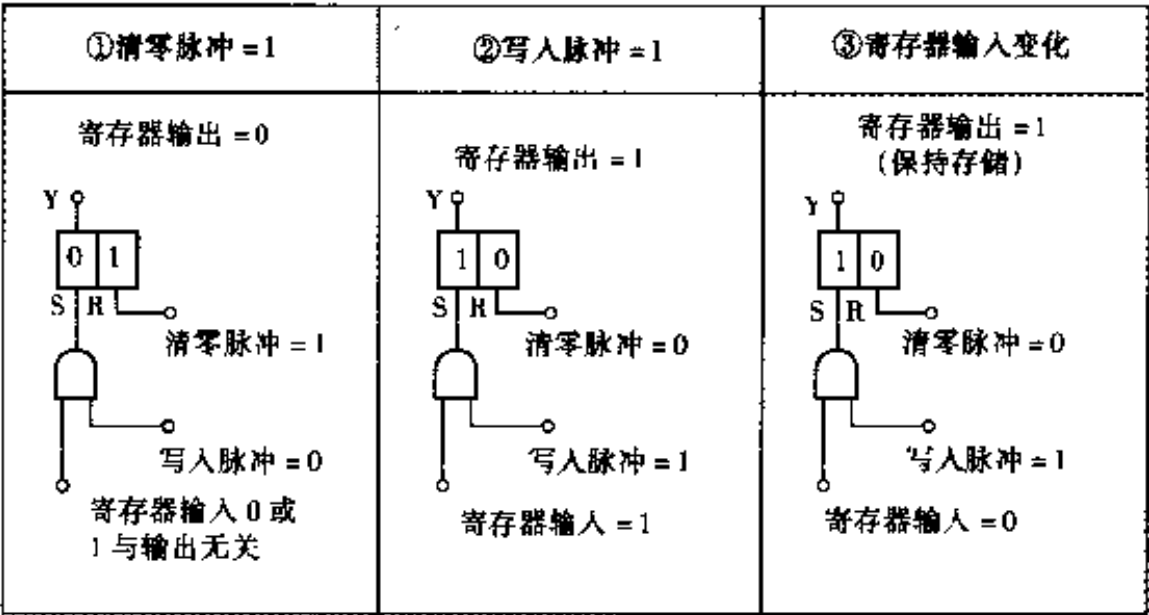 ①清零脉冲=1
②写入脉冲=1
③寄存器输入变化
寄存器输出=0
Y
0 1
S R
清零脉冲=1
写入脉冲=0
寄存器输入0或
1与输出无关
寄存器输出=1
Y
1 0
S R
清零脉冲=0
写入脉冲=1
寄存器输入=1
寄存器输出=1
(保持存储)
Y
1 0
S R
清零脉冲=0
写入脉冲=1
寄存器输入=0